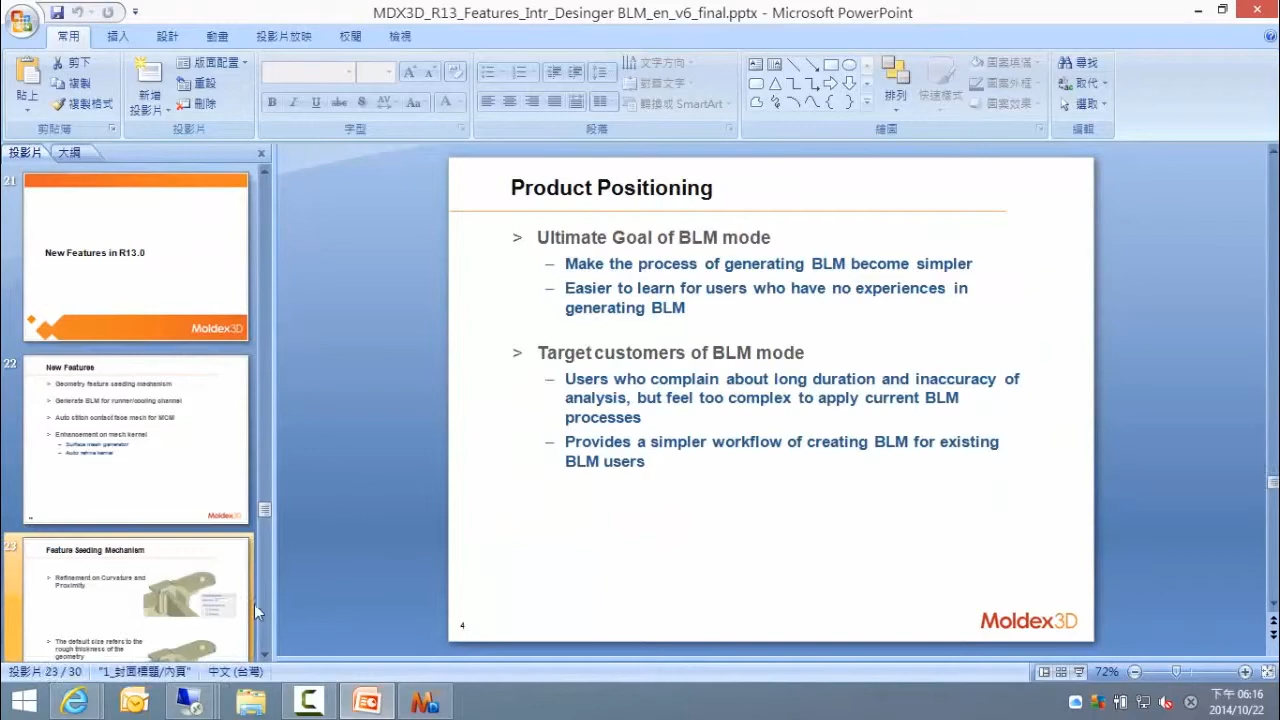 MDX3D_R13_Features_Intr_Desinger BLM_en_v6_final.pptx - Microsoft PowerPoint
常用 插入 設計 動畫 投影片放映 校閱 檢視
貼上
剪下
複製
複製格式
剪貼簿
新增
投影片
版面配置
重設
刪除
投影片
字型
文字方向
對齊文字
轉換成 SmartArt
段落
排列
快速樣式
圖案填滿
圖案外框
圖案效果
繪圖
尋找
取代
選取
編輯
投影片 大綱
21
New Features in R13.0
Moldex3D
22
New Features
> Geometry feature seeding mechanism
> Generate BLM for runner/cooling channel
> Auto stitch contact face mesh for MCM
> Enhancement on mesh kernel
– Surface mesh generator
– Auto refine kernel
Moldex3D
23
Feature Seeding Mechanism
> Refinement on Curvature and
Proximity
> The default size refers to the
rough thickness of the
geometry
Product Positioning
> Ultimate Goal of BLM mode
– Make the process of generating BLM become simpler
– Easier to learn for users who have no experiences in
generating BLM
> Target customers of BLM mode
– Users who complain about long duration and inaccuracy of
analysis, but feel too complex to apply current BLM
processes
– Provides a simpler workflow of creating BLM for existing
BLM users
4
Moldex3D
投影片 23 / 30 "1_封面標題/內頁" 中文 (台灣) 72%
下午 06:16
2014/10/22